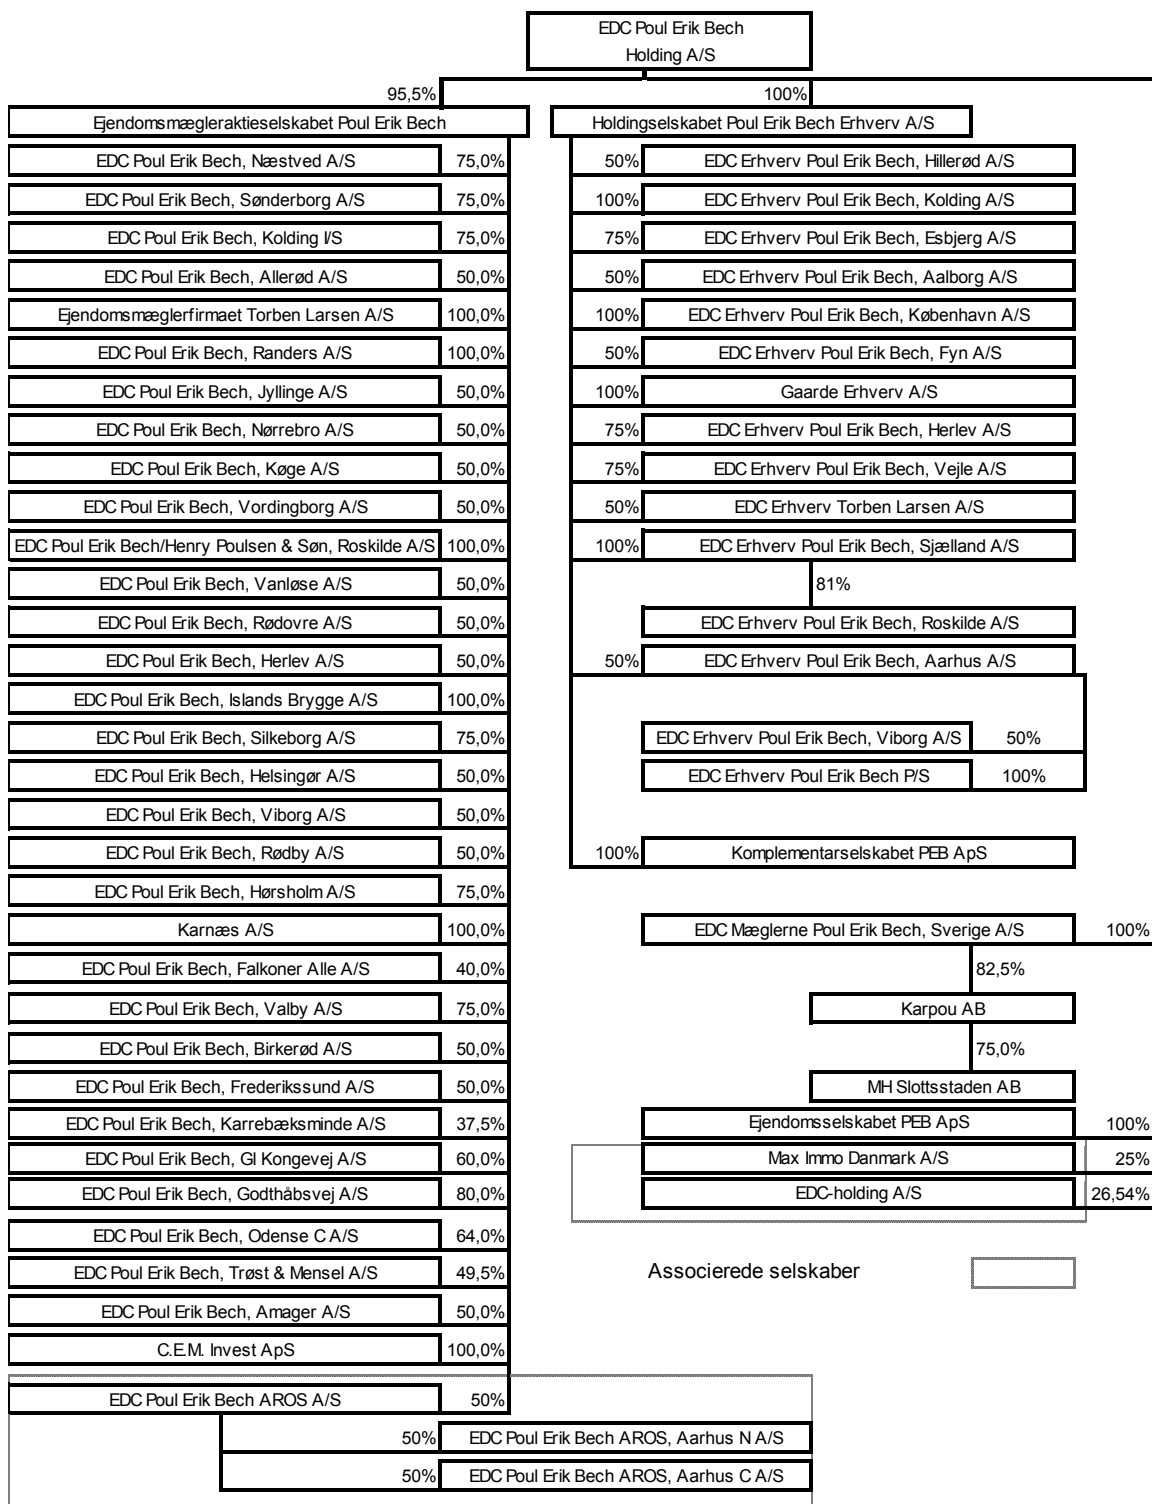 EDC Poul Erik Bech
Holding A/S
95,5%
100%
Ejendomsmægleraktieselskabet Poul Erik Bech
Holdingselskabet Poul Erik Bech Erhverv A/S
EDC Poul Erik Bech, Næstved A/S 75,0%
50% EDC Erhverv Poul Erik Bech, Hillerød A/S
EDC Poul Erik Bech, Sønderborg A/S 75,0%
100% EDC Erhverv Poul Erik Bech, Kolding A/S
EDC Poul Erik Bech, Kolding I/S 75,0%
75% EDC Erhverv Poul Erik Bech, Esbjerg A/S
EDC Poul Erik Bech, Allerød A/S 50,0%
50% EDC Erhverv Poul Erik Bech, Aalborg A/S
Ejendomsmæglerfirmaet Torben Larsen A/S 100,0%
100% EDC Erhverv Poul Erik Bech, København A/S
EDC Poul Erik Bech, Randers A/S 100,0%
50% EDC Erhverv Poul Erik Bech, Fyn A/S
EDC Poul Erik Bech, Jyllinge A/S 50,0%
100% Gaarde Erhverv A/S
EDC Poul Erik Bech, Nørrebro A/S 50,0%
75% EDC Erhverv Poul Erik Bech, Herlev A/S
EDC Poul Erik Bech, Køge A/S 50,0%
75% EDC Erhverv Poul Erik Bech, Vejle A/S
EDC Poul Erik Bech, Vordingborg A/S 50,0%
50% EDC Erhverv Torben Larsen A/S
EDC Poul Erik Bech/Henry Poulsen & Søn, Roskilde A/S 100,0%
100% EDC Erhverv Poul Erik Bech, Sjælland A/S
EDC Poul Erik Bech, Vanløse A/S 50,0%
81%
EDC Poul Erik Bech, Rødovre A/S 50,0%
EDC Erhverv Poul Erik Bech, Roskilde A/S
EDC Poul Erik Bech, Herlev A/S 50,0%
50% EDC Erhverv Poul Erik Bech, Aarhus A/S
EDC Poul Erik Bech, Islands Brygge A/S 100,0%
EDC Poul Erik Bech, Silkeborg A/S 75,0%
EDC Erhverv Poul Erik Bech, Viborg A/S 50%
EDC Poul Erik Bech, Helsingør A/S 50,0%
EDC Erhverv Poul Erik Bech P/S 100%
EDC Poul Erik Bech, Viborg A/S 50,0%
EDC Poul Erik Bech, Rødby A/S 50,0%
100% Komplementarselskabet PEB ApS
EDC Poul Erik Bech, Hørsholm A/S 75,0%
Karnæs A/S 100,0%
EDC Mæglerne Poul Erik Bech, Sverige A/S 100%
EDC Poul Erik Bech, Falkoner Alle A/S 40,0%
82,5%
EDC Poul Erik Bech, Valby A/S 75,0%
Karpou AB
EDC Poul Erik Bech, Birkerød A/S 50,0%
75,0%
EDC Poul Erik Bech, Frederikssund A/S 50,0%
MH Slottsstaden AB
EDC Poul Erik Bech, Karrebæksminde A/S 37,5%
Ejendomsselskabet PEB ApS 100%
EDC Poul Erik Bech, Gl Kongevej A/S 60,0%
Max Immo Danmark A/S 25%
EDC Poul Erik Bech, Godthåbsvej A/S 80,0%
EDC-holding A/S 26,54%
EDC Poul Erik Bech, Odense C A/S 64,0%
EDC Poul Erik Bech, Trøst & Mensel A/S 49,5%
Associerede selskaber
EDC Poul Erik Bech, Amager A/S 50,0%
C.E.M. Invest ApS 100,0%
EDC Poul Erik Bech AROS A/S 50%
50% EDC Poul Erik Bech AROS, Aarhus N A/S
50% EDC Poul Erik Bech AROS, Aarhus C A/S